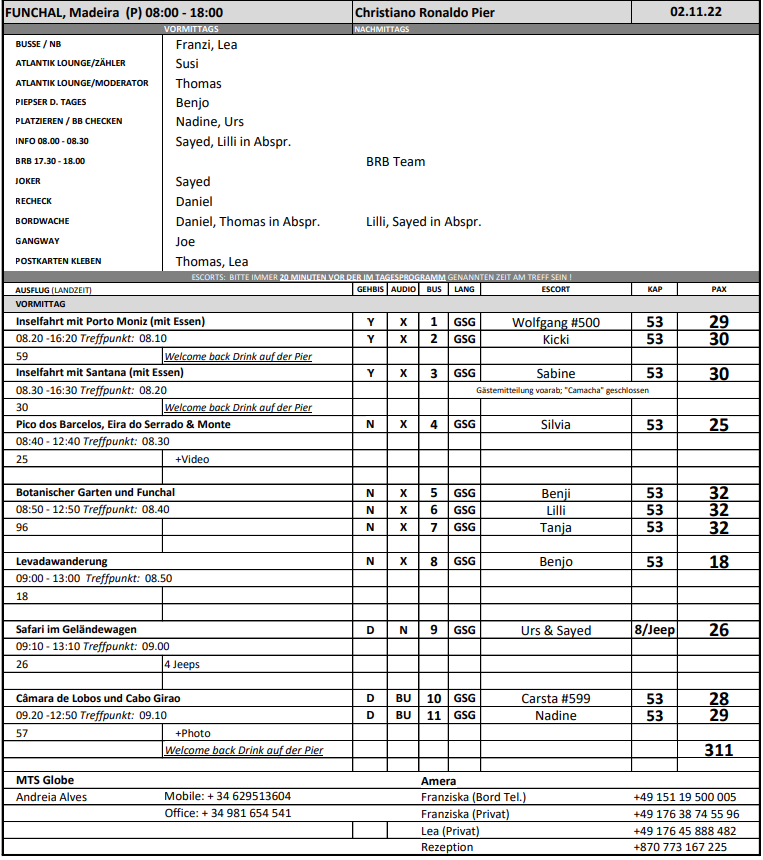 FUNCHAL, Madeira (P) 08:00 - 18:00 Christiano Ronaldo Pier 02.11.22
VORMITTAGS NACHMITTAGS
BUSSE / NB Franzi, Lea
ATLANTIK LOUNGE/ZÄHLER Susi
ATLANTIK LOUNGE/MODERATOR Thomas
PIEPSER D. TAGES Benjo
PLATZIEREN / BB CHECKEN Nadine, Urs
INFO 08.00 - 08.30 Sayed, Lilli in Abspr.
BRB 17.30 - 18.00 BRB Team
JOKER Sayed
RECHECK Daniel
BORDWACHE Daniel, Thomas in Abspr. Lilli, Sayed in Abspr.
GANGWAY Joe
POSTKARTEN KLEBEN Thomas, Lea
ESCORTS: BITTE IMMER 20 MINUTEN VOR DER IM TAGESPROGRAMM GENANNTEN ZEIT AM TREFF SEIN !
AUSFLUG (LANDZEIT) GEHBIS AUDIO BUS LANG ESCORT KAP PAX
VORMITTAG
Inselfahrt mit Porto Moniz (mit Essen) Y X 1 GSG Wolfgang #500 53 29
08.20 -16:20 Treffpunkt: 08.10 Y X 2 GSG Kicki 53 30
59 Welcome back Drink auf der Pier
Inselfahrt mit Santana (mit Essen) Y X 3 GSG Sabine 53 30
08.30 -16:30 Treffpunkt: 08.20 Gästemitteilung voarab; "Camacha" geschlossen
30 Welcome back Drink auf der Pier
Pico dos Barcelos, Eira do Serrado & Monte N X 4 GSG Silvia 53 25
08:40 - 12:40 Treffpunkt: 08.30
25 +Video
Botanischer Garten und Funchal N X 5 GSG Benji 53 32
08:50 - 12:50 Treffpunkt: 08.40 N X 6 GSG Lilli 53 32
96 N X 7 GSG Tanja 53 32
Levadawanderung N X 8 GSG Benjo 53 18
09:00 - 13:00 Treffpunkt: 08.50
18
Safari im Geländewagen D N 9 GSG Urs & Sayed 8/Jeep 26
09:10 - 13:10 Treffpunkt: 09.00
26 4 Jeeps
Câmara de Lobos und Cabo Girao D BU 10 GSG Carsta #599 53 28
09.20 -12:50 Treffpunkt: 09.10 D BU 11 GSG Nadine 53 29
57 +Photo
Welcome back Drink auf der Pier 311
MTS Globe Amera
Andreia Alves Mobile: + 34 629513604 Franziska (Bord Tel.) +49 151 19 500 005
Office: + 34 981 654 541 Franziska (Privat) +49 176 38 74 55 96
Lea (Privat) +49 176 45 888 482
Rezeption +870 773 167 225